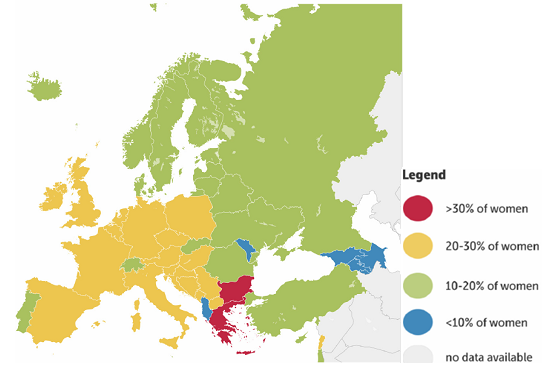 Legend
>30% of women
20-30% of women
10-20% of women
<10% of women
no data available